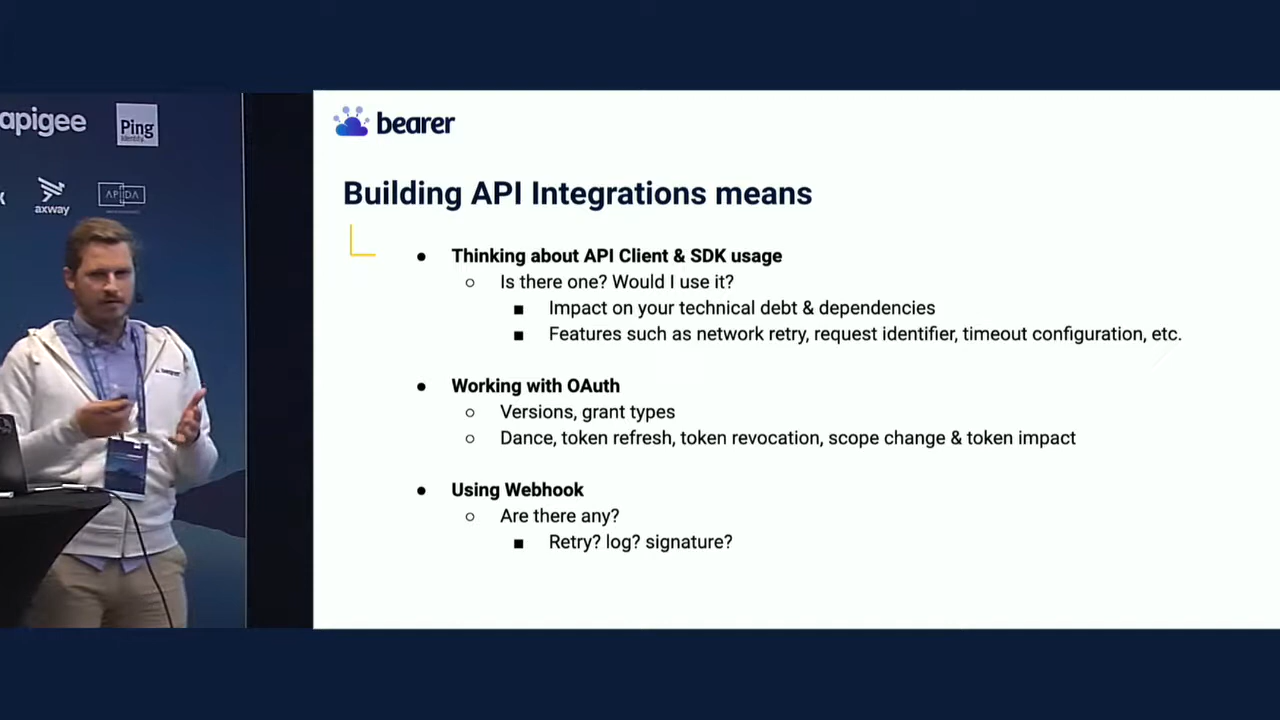 apigee
Ping
Identity.
axway
APIDA
bearer
Building API Integrations means
● Thinking about API Client & SDK usage
○ Is there one? Would I use it?
■ Impact on your technical debt & dependencies
■ Features such as network retry, request identifier, timeout configuration, etc.
● Working with OAuth
○ Versions, grant types
○ Dance, token refresh, token revocation, scope change & token impact
● Using Webhook
○ Are there any?
■ Retry? log? signature?
bearer